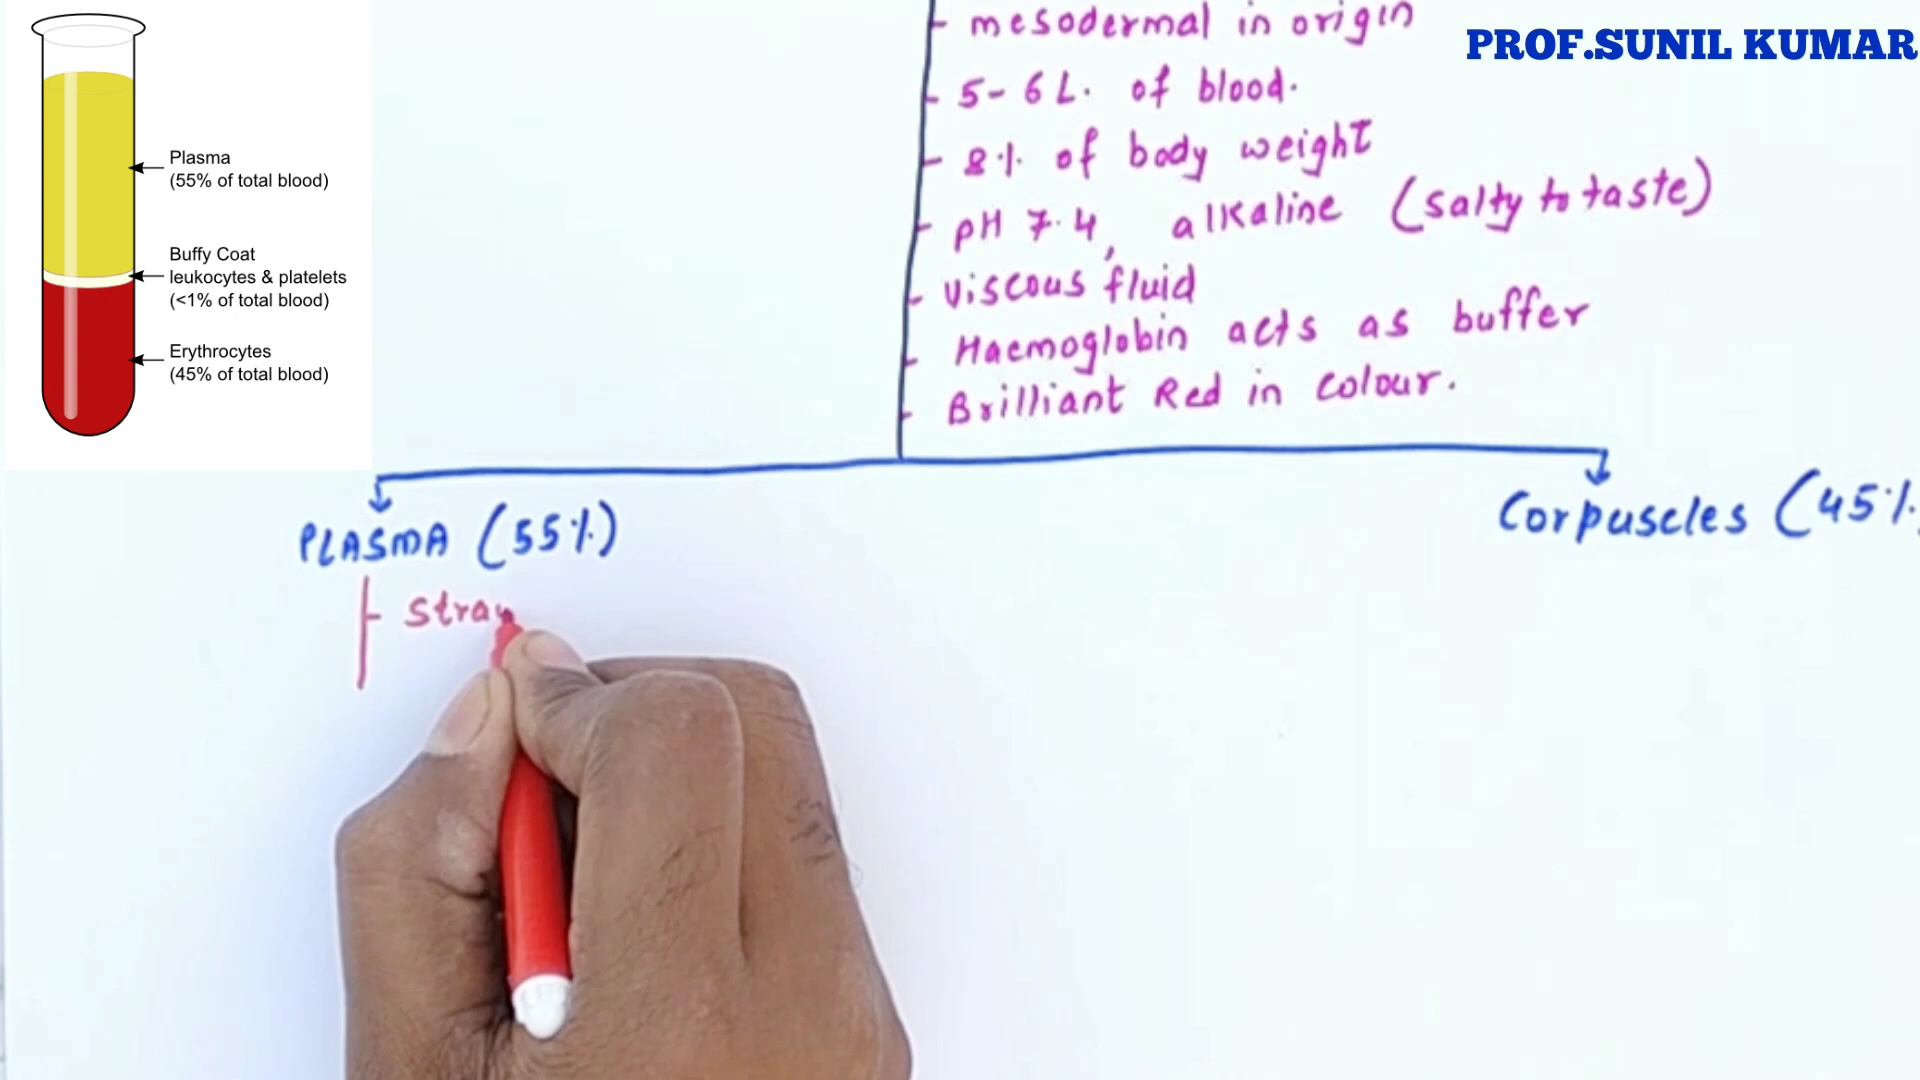 PROF.SUNIL KUMAR
Plasma
(55% of total blood)
Buffy Coat
leukocytes & platelets
(<1% of total blood)
Erythrocytes
(45% of total blood)
- mesodermal in origin
- 5-6 L. of blood.
- 8% of body weight
- pH 7.4, alkaline (salty to taste)
- Viscous fluid
- Haemoglobin acts as buffer
- Brilliant Red in colour.
PLASMA (55%)
Corpuscles (45%
- straw